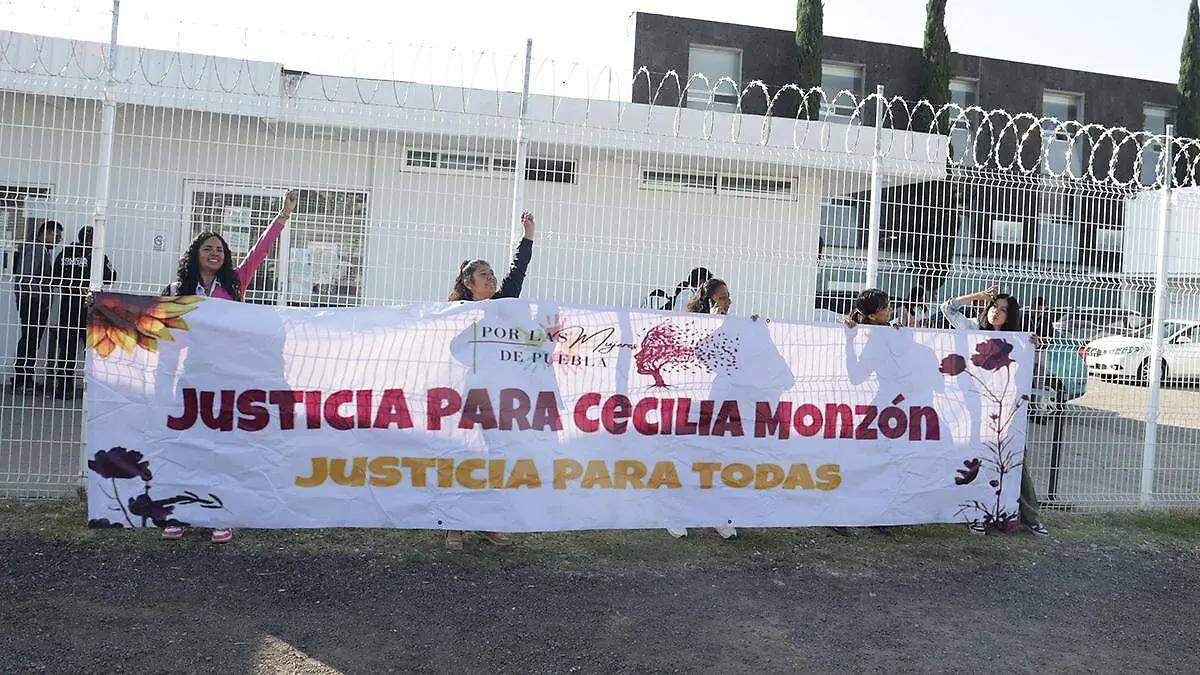 POR LAS Mujeres
DE PUEBLA
JUSTICIA PARA CECILIA MONZÓN
JUSTICIA PARA TODAS